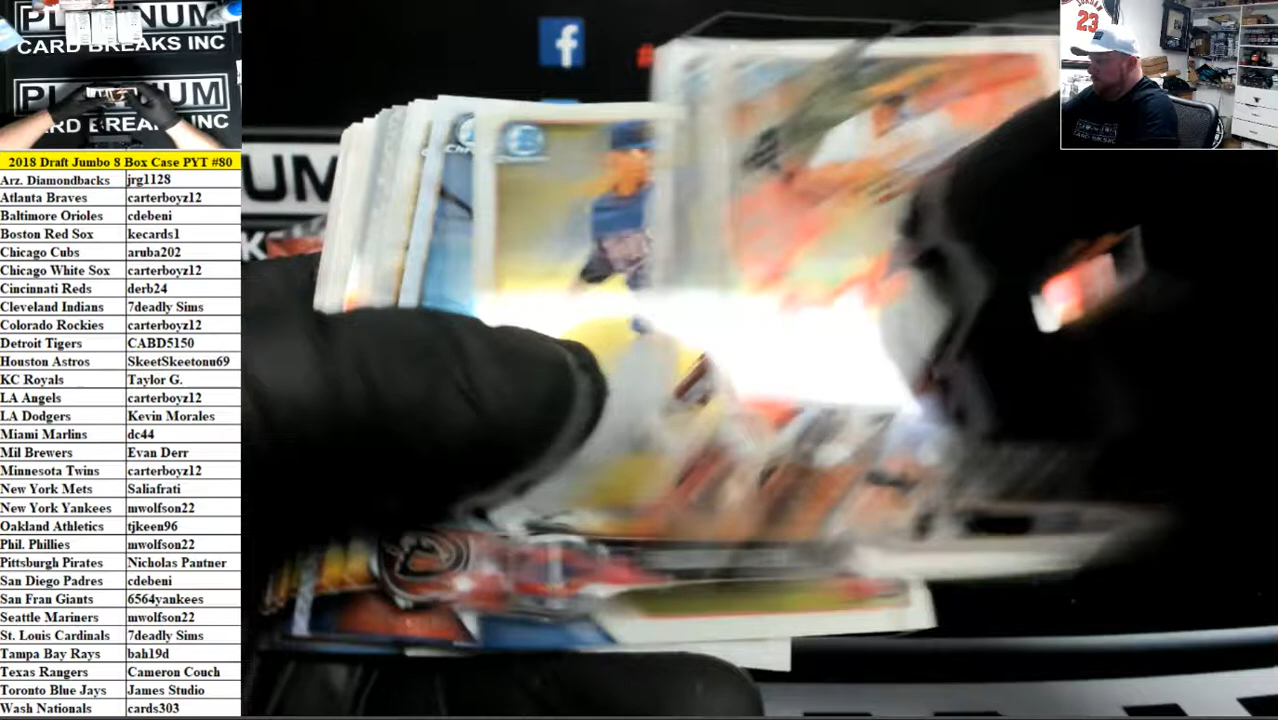 PLATINUM
CARD BREAKS INC
PLATINUM
CARD BREAKS INC
JORDAN
23
2018 Draft Jumbo 8 Box Case PYT #80
Arz. Diamondbacks jrg1128
Atlanta Braves carterboyz12
Baltimore Orioles cdebeni
Boston Red Sox kecards1
Chicago Cubs aruba202
Chicago White Sox carterboyz12
Cincinnati Reds derb24
Cleveland Indians 7deadly Sims
Colorado Rockies carterboyz12
Detroit Tigers CABD5150
Houston Astros SkeetSkeetonu69
KC Royals Taylor G.
LA Angels carterboyz12
LA Dodgers Kevin Morales
Miami Marlins dc44
Mil Brewers Evan Derr
Minnesota Twins carterboyz12
New York Mets Saliafrati
New York Yankees mwolfson22
Oakland Athletics tjkeen96
Phil. Phillies mwolfson22
Pittsburgh Pirates Nicholas Pantner
San Diego Padres cdebeni
San Fran Giants 6564yankees
Seattle Mariners mwolfson22
St. Louis Cardinals 7deadly Sims
Tampa Bay Rays bah19d
Texas Rangers Cameron Couch
Toronto Blue Jays James Studio
Wash Nationals cards303